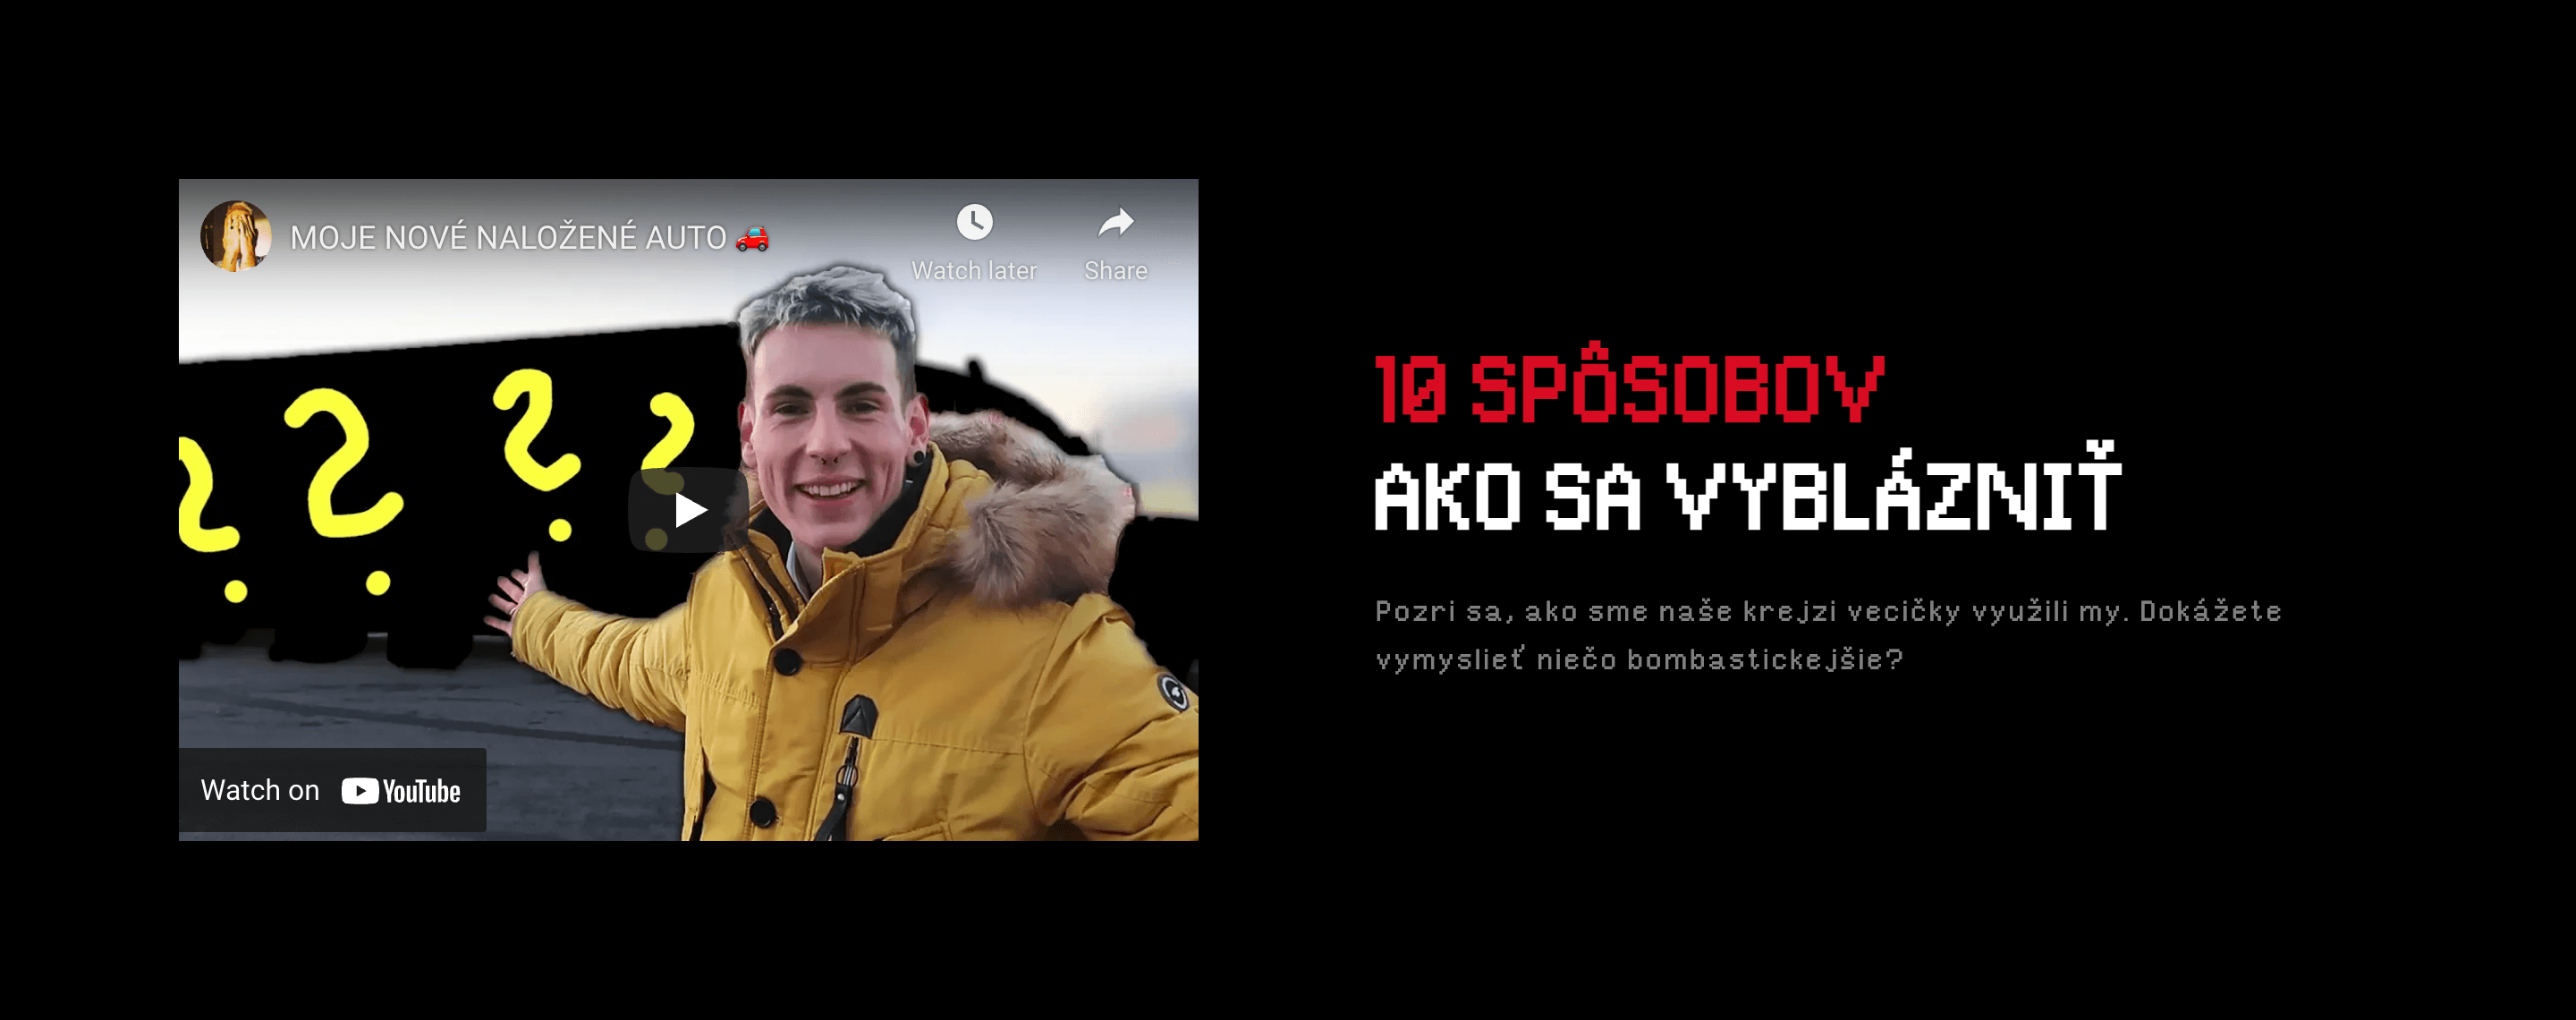 MOJE NOVÉ NALOŽENÉ AUTO 🚗
Watch later
Share
? ? ? ?
Watch on YouTube
10 SPÔSOBOV
AKO SA VYBLÁZNIŤ
Pozri sa, ako sme naše krejzi vecičky využili my. Dokážete
vymyslieť niečo bombastickejšie?